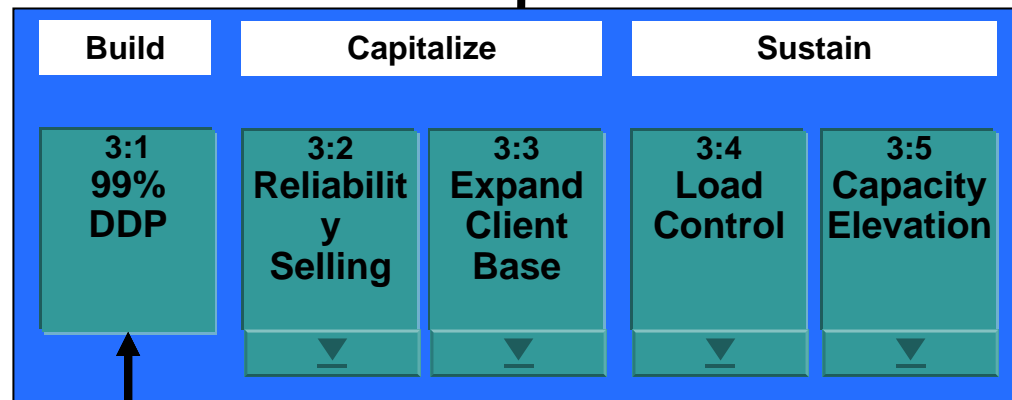 Build
Capitalize
Sustain
3:1
99%
DDP
3:2
Reliabilit
y
Selling
3:3
Expand
Client
Base
3:4
Load
Control
3:5
Capacity
Elevation